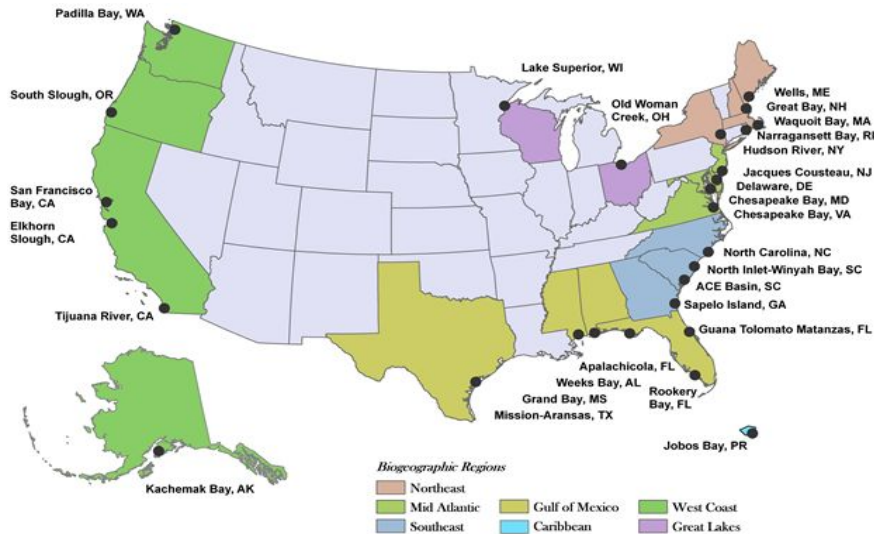 Padilla Bay, WA
Lake Superior, WI
South Slough, OR
Old Woman
Creek, OH
Wells, ME
Great Bay, NH
Waquoit Bay, MA
Narragansett Bay, RI
Hudson River, NY
Jacques Cousteau, NJ
Delaware, DE
Chesapeake Bay, MD
Chesapeake Bay, VA
San Francisco
Bay, CA
Elkhorn
Slough, CA
North Carolina, NC
North Inlet-Winyah Bay, SC
ACE Basin, SC
Sapelo Island, GA
Tijuana River, CA
Guana Tolomato Matanzas, FL
Apalachicola, FL
Weeks Bay, AL
Grand Bay, MS
Mission-Aransas, TX
Rookery
Bay, FL
Jobos Bay, PR
Kachemak Bay, AK
Biogeographic Regions
Northeast
Mid Atlantic
Gulf of Mexico
West Coast
Southeast
Caribbean
Great Lakes